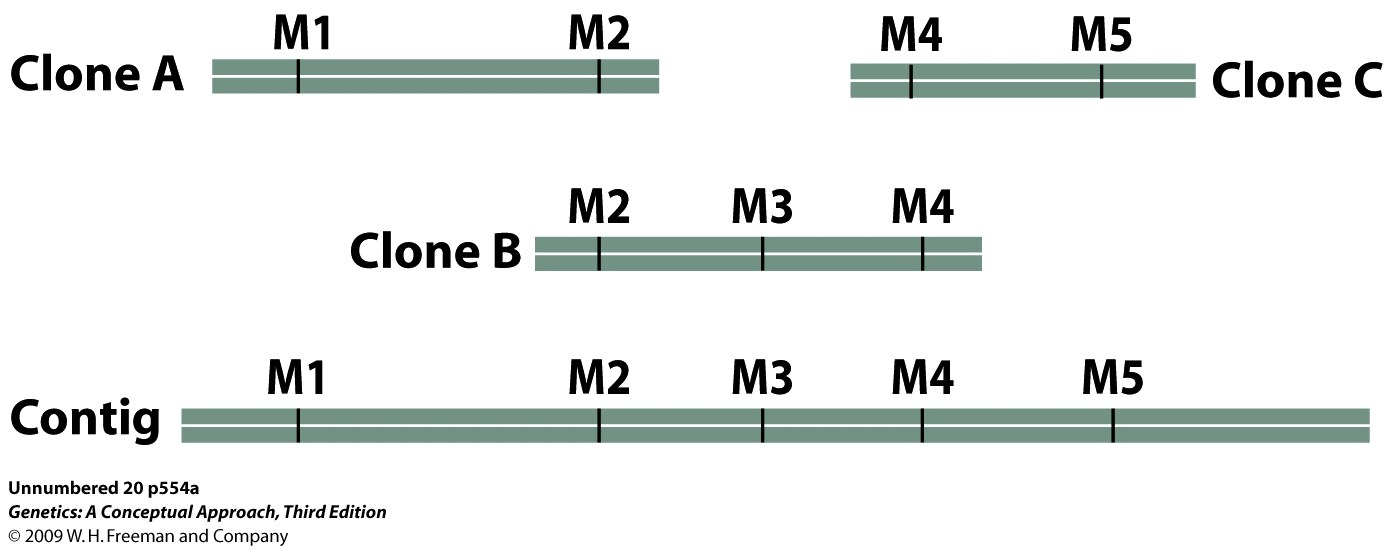 M1 M2 M4 M5
Clone A Clone C
M2 M3 M4
Clone B
M1 M2 M3 M4 M5
Contig
Unnumbered 20 p554a
Genetics: A Conceptual Approach, Third Edition
© 2009 W. H. Freeman and Company